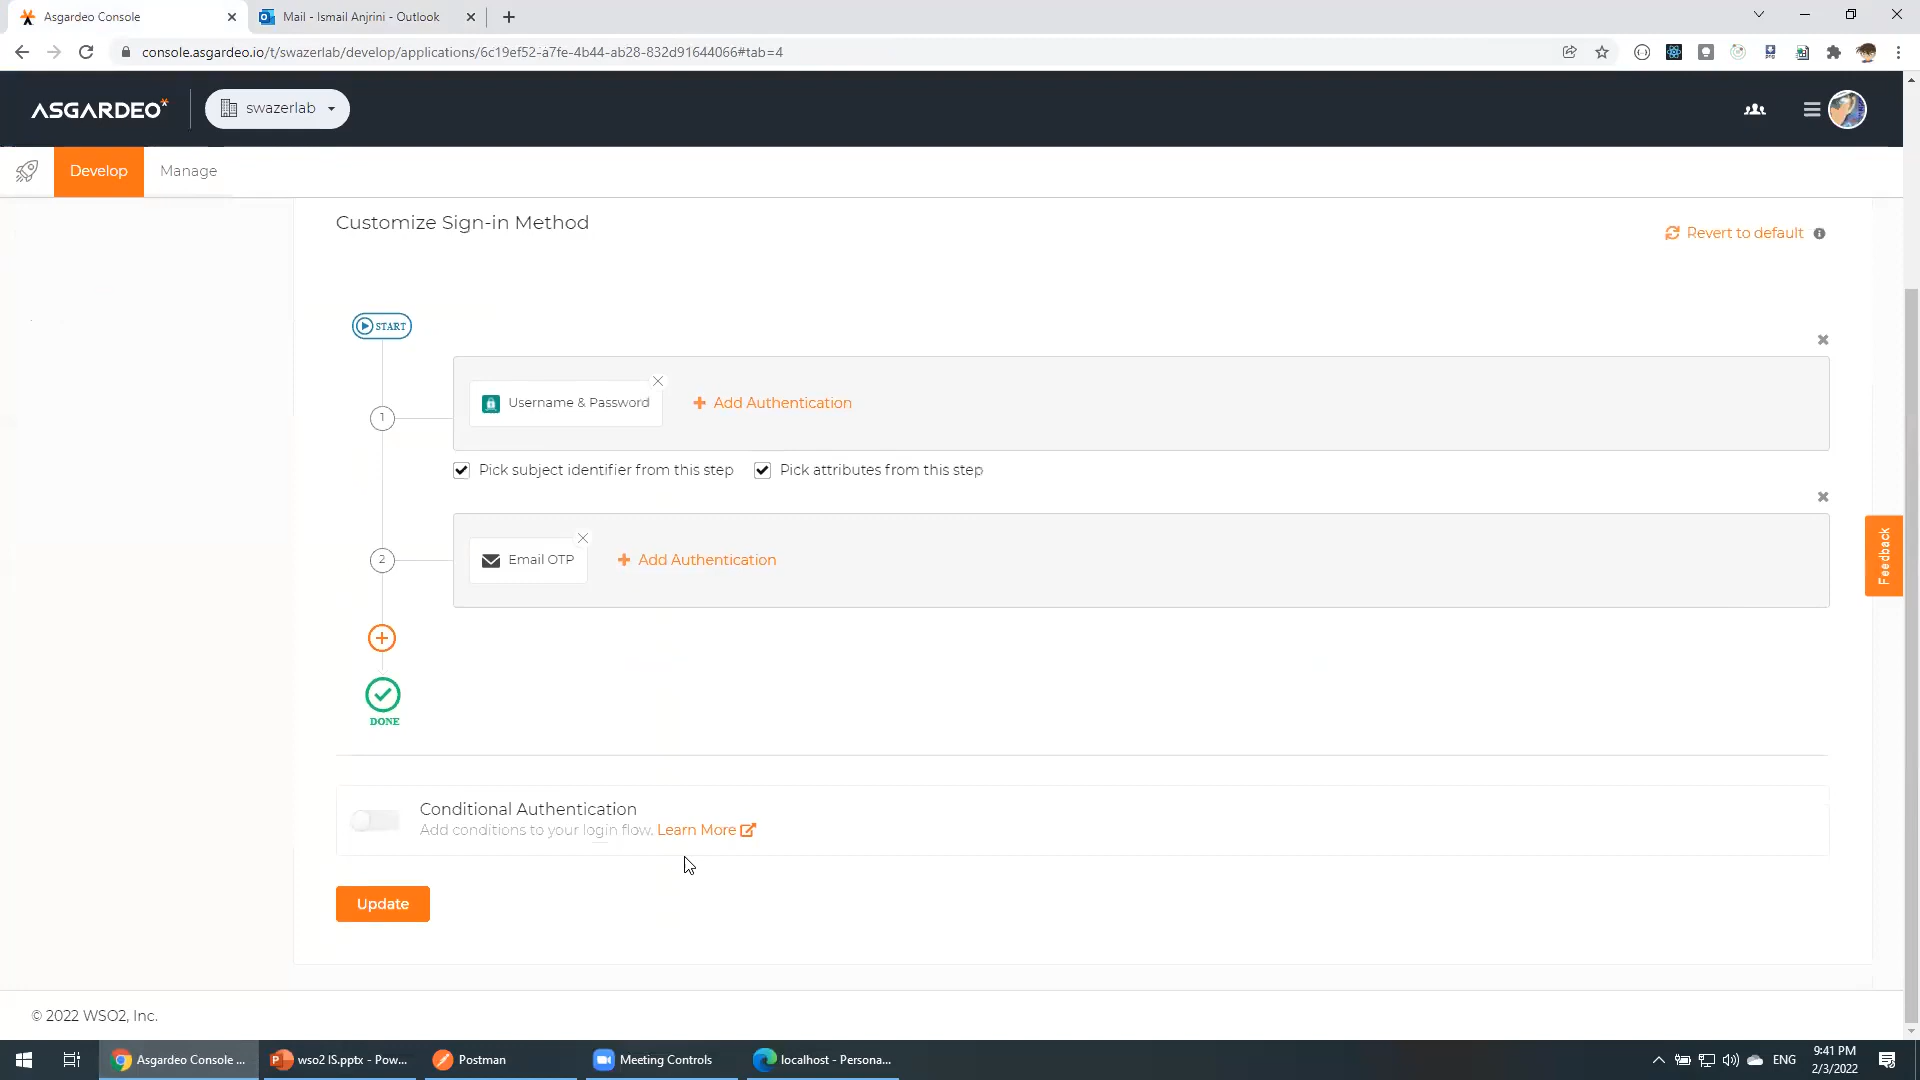 Asgardeo Console
Mail - Ismail Anjrini - Outlook
console.asgardeo.io/t/swazerlab/develop/applications/6c19ef52-a7fe-4b44-ab28-832d91644066#tab=4
ASGARDEO
swazerlab
Develop
Manage
Customize Sign-in Method
Revert to default
START
1
Username & Password
Add Authentication
Pick subject identifier from this step
Pick attributes from this step
2
Email OTP
Add Authentication
DONE
Feedback
Conditional Authentication
Add conditions to your login flow. Learn More
Update
© 2022 WSO2, Inc.
Asgardeo Console ...
wso2 IS.pptx - Pow...
Postman
Meeting Controls
localhost - Persona...
ENG
9:41 PM
2/3/2022